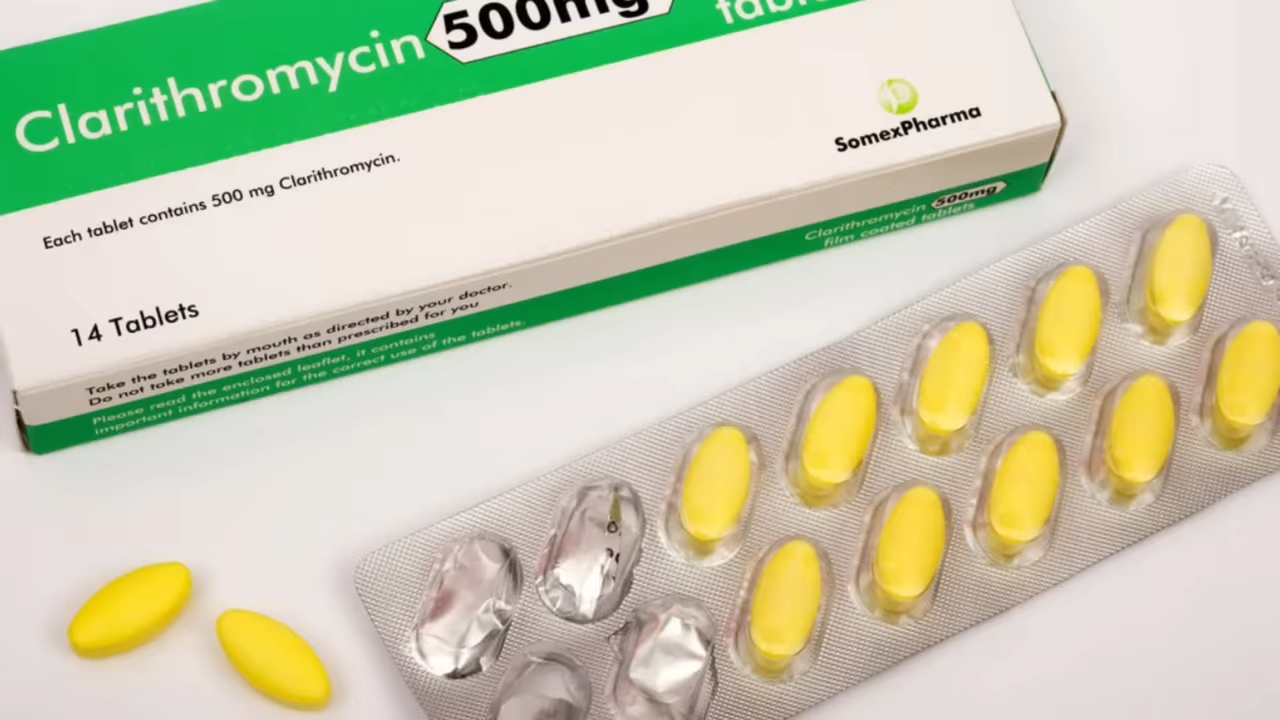 Clarithromycin 500mg
Each tablet contains 500 mg Clarithromycin.
14 Tablets
SomexPharma
Take the tablets by mouth as directed by your doctor.
Do not take more tablets than prescribed for you
Please read the enclosed leaflet, it contains
important information for the correct use of the tablets.
Clarithromycin 500mg
film coated tablets